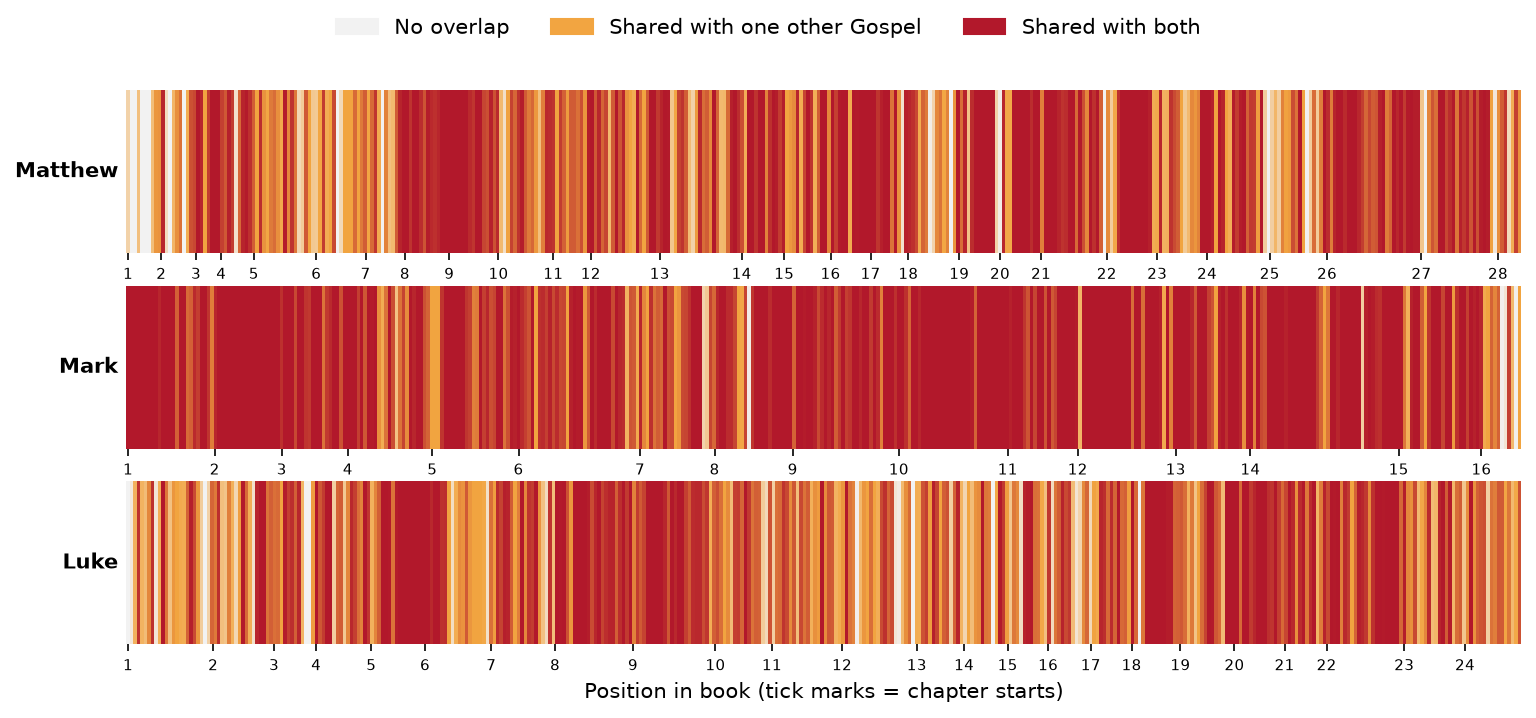 No overlap Shared with one other Gospel Shared with both
Matthew
1 2 3 4 5 6 7 8 9 10 11 12 13 14 15 16 17 18 19 20 21 22 23 24 25 26 27 28
Mark
1 2 3 4 5 6 7 8 9 10 11 12 13 14 15 16
Luke
1 2 3 4 5 6 7 8 9 10 11 12 13 14 15 16 17 18 19 20 21 22 23 24
Position in book (tick marks = chapter starts)